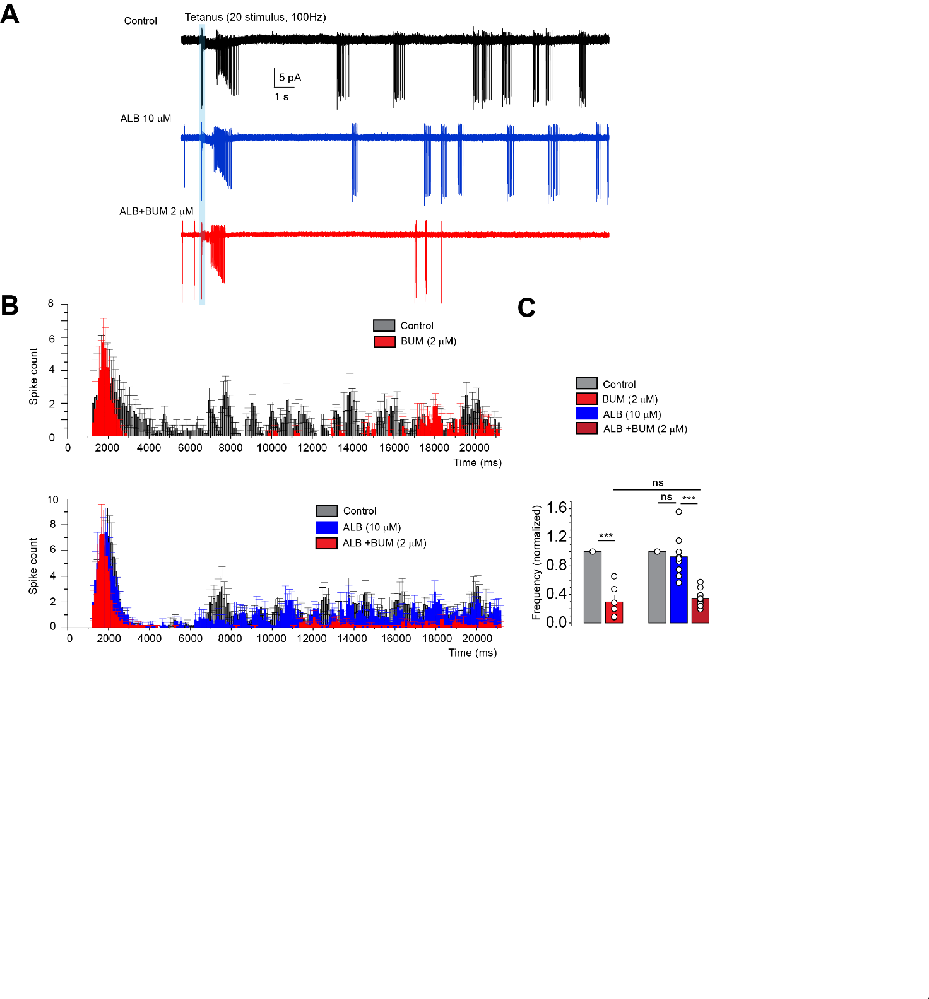 A
Control
Tetanus (20 stimulus, 100Hz)
5 pA
1 s
ALB 10 μM
ALB+BUM 2 μM
B
8
6
4
2
0
Spike count
Control
BUM (2 μM)
0 2000 4000 6000 8000 10000 12000 14000 16000 18000 20000
Time (ms)
10
8
6
4
2
0
Spike count
Control
ALB (10 μM)
ALB +BUM (2 μM)
0 2000 4000 6000 8000 10000 12000 14000 16000 18000 20000
Time (ms)
C
Control
BUM (2 μM)
ALB (10 μM)
ALB +BUM (2 μM)
ns
ns ***
***
1.6
1.2
0.8
0.4
0.0
Frequency (normalized)